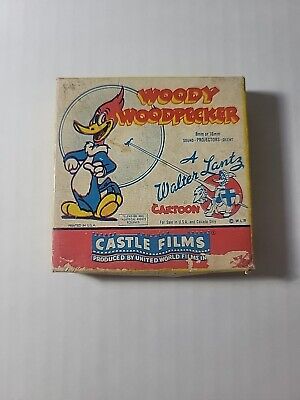 WOODY
WOODPECKER
8mm or 16mm
SOUND - PROJECTORS - SILENT
A
Walter Lantz
CARTOON
For Sale in U.S.A. and Canada Only
PRINTED IN U.S.A.
© W.L.P.
CASTLE FILMS
PRODUCED BY UNITED WORLD FILMS IN